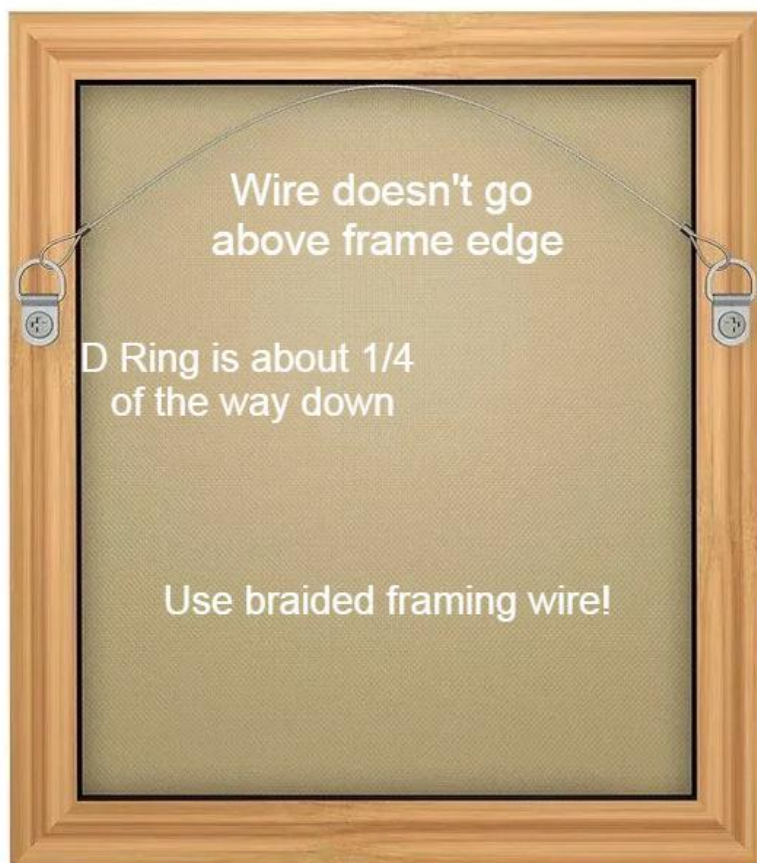 Wire doesn't go
above frame edge
D Ring is about 1/4
of the way down
Use braided framing wire!